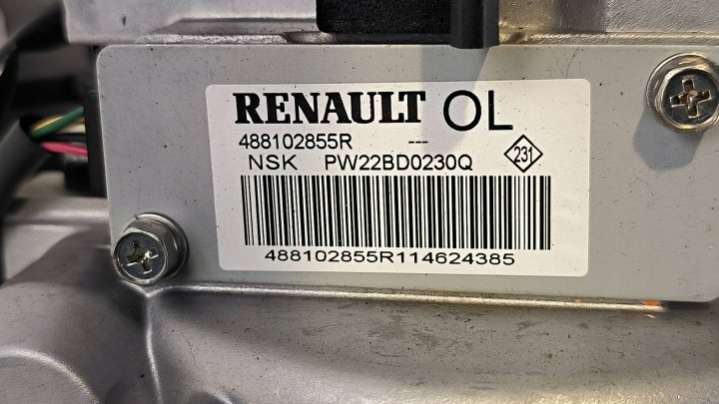 RENAULT OL
488102855R ---
NSK PW22BD0230Q 231
488102855R114624385